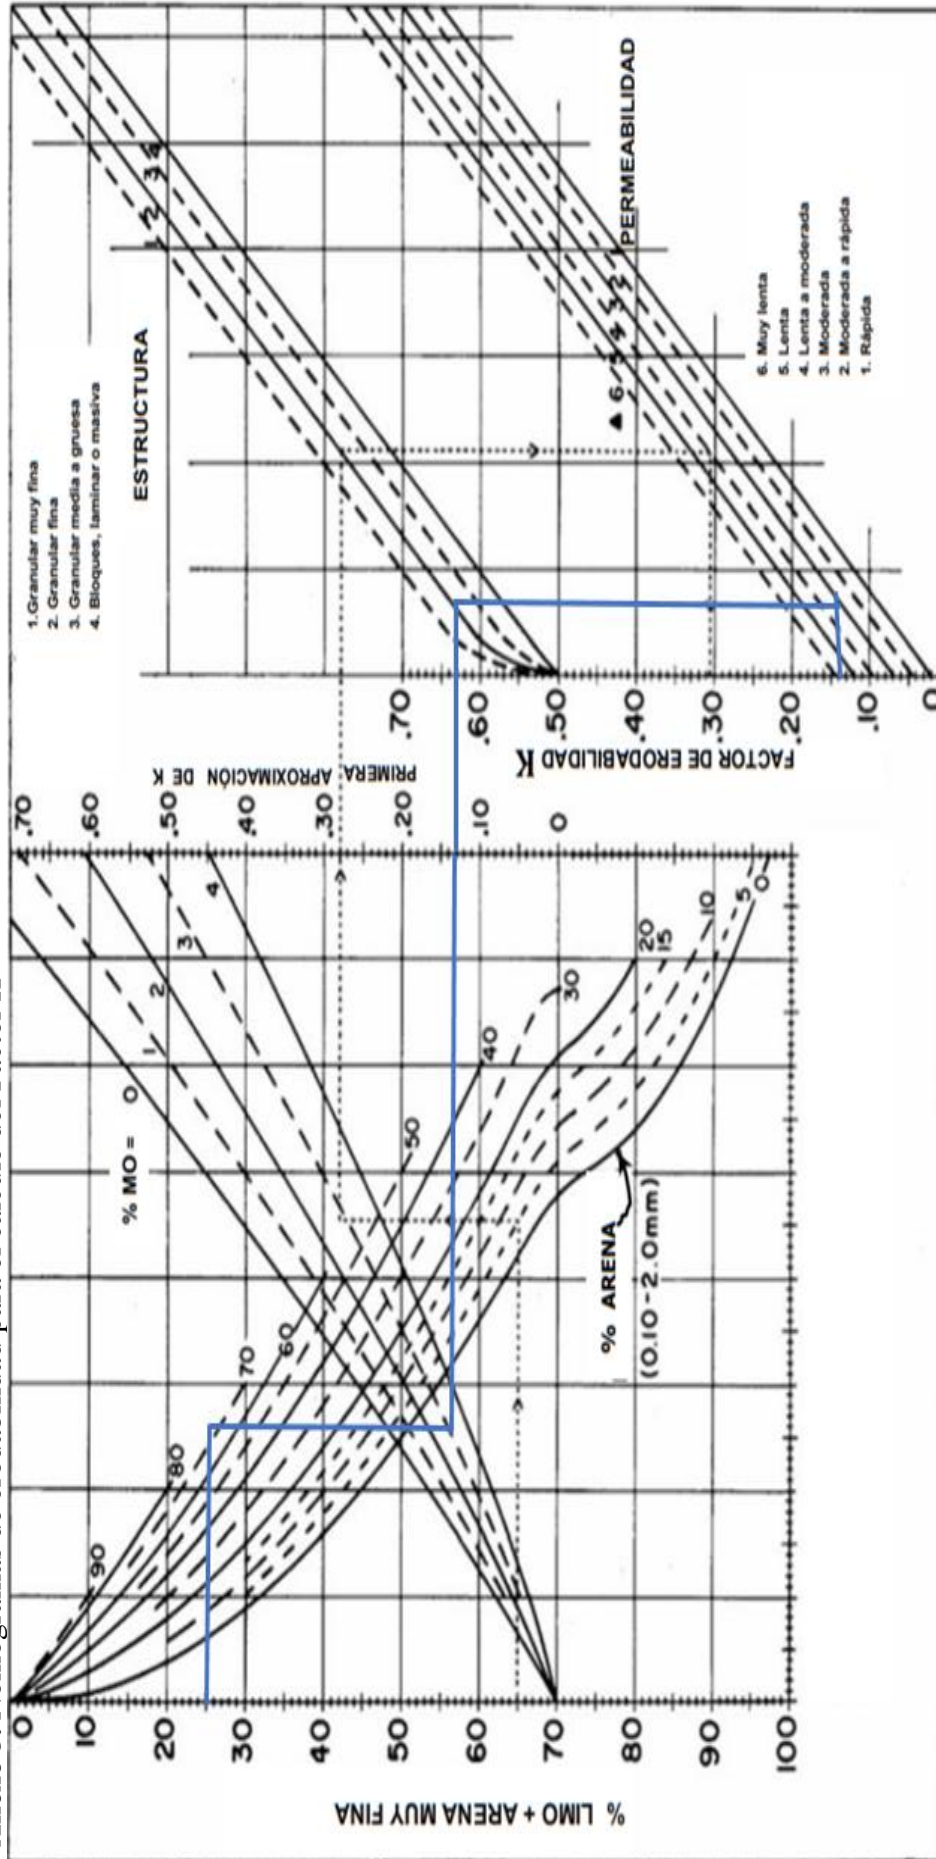 % LIMO + ARENA MUY FINA
0
10
20
30
40
50
60
70
80
90
100
90
80
70
60
50
40
30
20
15
10
5
0
% MO = 0
1
2
3
4
% ARENA
(0.10-2.0mm)
PRIMERA APROXIMACIÓN DE K
.70
.60
.50
.40
.30
.20
.10
0
1.Granular muy fina
2. Granular fina
3. Granular media a gruesa
4. Bloques, laminar o masiva
ESTRUCTURA
1 2 3 4
FACTOR DE ERODABILIDAD K
.70
.60
.50
.40
.30
.20
.10
0
6 5 4 3 2 1 PERMEABILIDAD
6. Muy lenta
5. Lenta
4. Lenta a moderada
3. Moderada
2. Moderada a rápida
1. Rápida